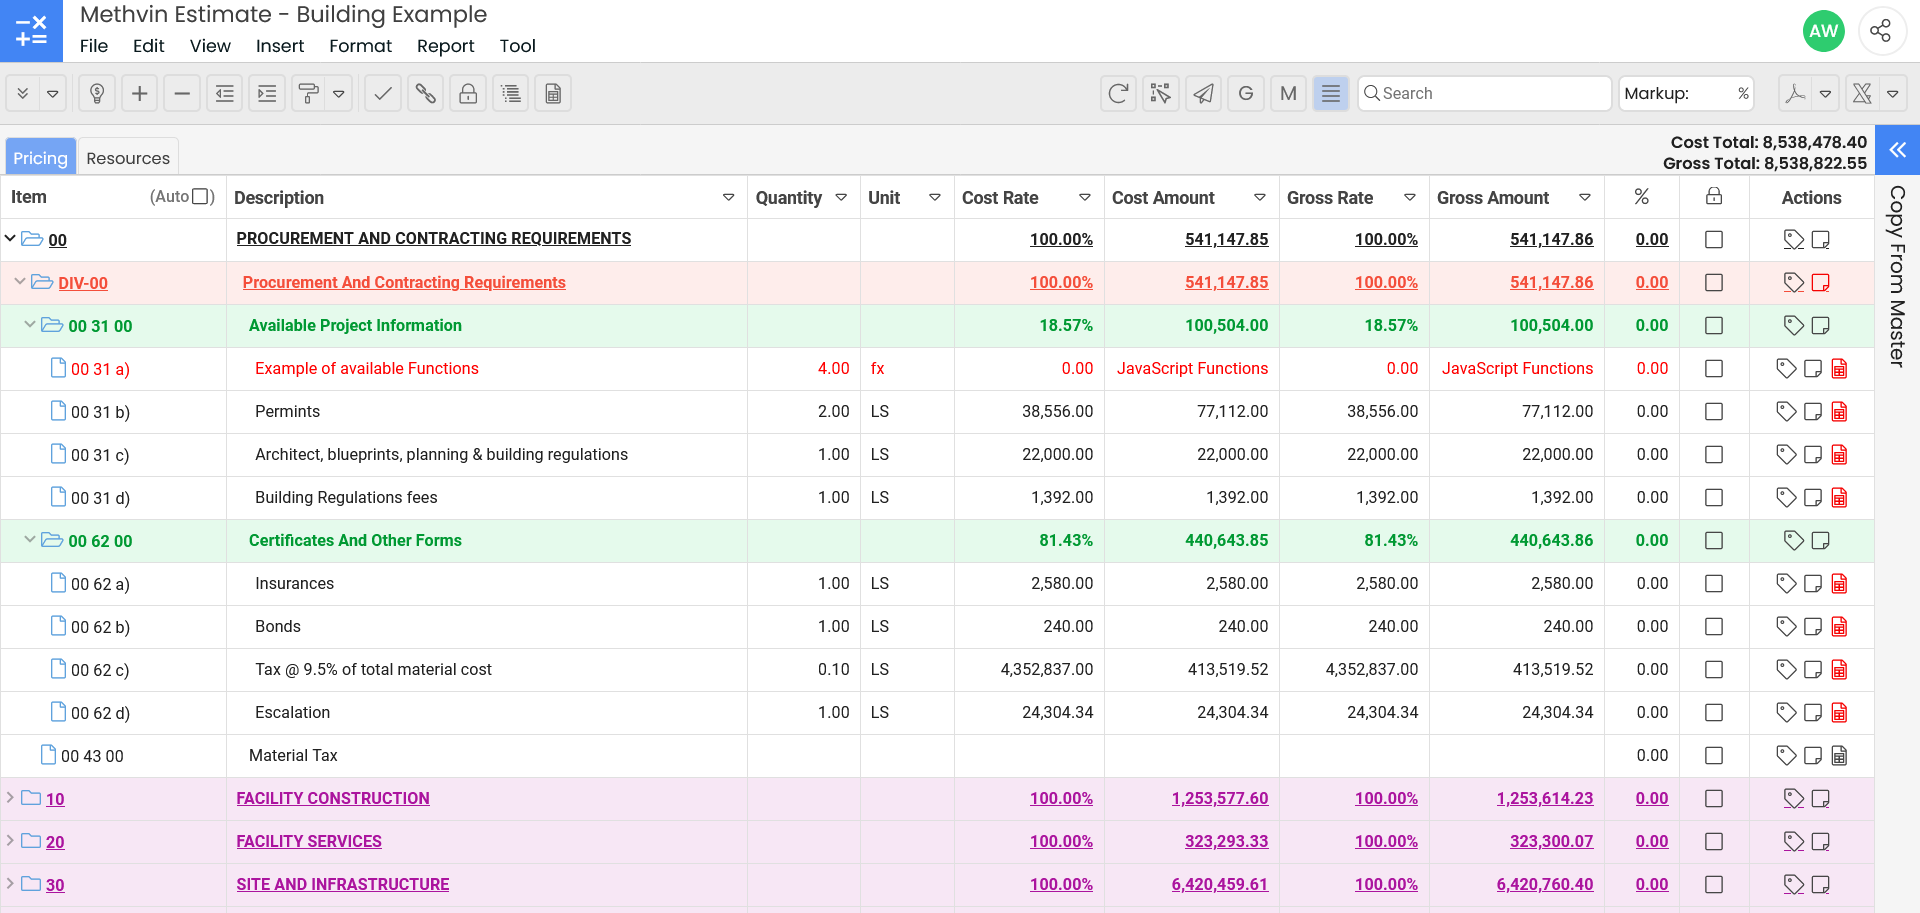 Methvin Estimate - Building Example
File Edit View Insert Format Report Tool
AW
G M Search Markup: %
Pricing Resources
Cost Total: 8,538,478.40
Gross Total: 8,538,822.55
Item (Auto ) Description Quantity Unit Cost Rate Cost Amount Gross Rate Gross Amount % Actions
00 PROCUREMENT AND CONTRACTING REQUIREMENTS 100.00% 541,147.85 100.00% 541,147.86 0.00
DIV-00 Procurement And Contracting Requirements 100.00% 541,147.85 100.00% 541,147.86 0.00
00 31 00 Available Project Information 18.57% 100,504.00 18.57% 100,504.00 0.00
00 31 a) Example of available Functions 4.00 fx 0.00 JavaScript Functions 0.00 JavaScript Functions 0.00
00 31 b) Permints 2.00 LS 38,556.00 77,112.00 38,556.00 77,112.00 0.00
00 31 c) Architect, blueprints, planning & building regulations 1.00 LS 22,000.00 22,000.00 22,000.00 22,000.00 0.00
00 31 d) Building Regulations fees 1.00 LS 1,392.00 1,392.00 1,392.00 1,392.00 0.00
00 62 00 Certificates And Other Forms 81.43% 440,643.85 81.43% 440,643.86 0.00
00 62 a) Insurances 1.00 LS 2,580.00 2,580.00 2,580.00 2,580.00 0.00
00 62 b) Bonds 1.00 LS 240.00 240.00 240.00 240.00 0.00
00 62 c) Tax @ 9.5% of total material cost 0.10 LS 4,352,837.00 413,519.52 4,352,837.00 413,519.52 0.00
00 62 d) Escalation 1.00 LS 24,304.34 24,304.34 24,304.34 24,304.34 0.00
00 43 00 Material Tax 0.00
10 FACILITY CONSTRUCTION 100.00% 1,253,577.60 100.00% 1,253,614.23 0.00
20 FACILITY SERVICES 100.00% 323,293.33 100.00% 323,300.07 0.00
30 SITE AND INFRASTRUCTURE 100.00% 6,420,459.61 100.00% 6,420,760.40 0.00
Copy From Master